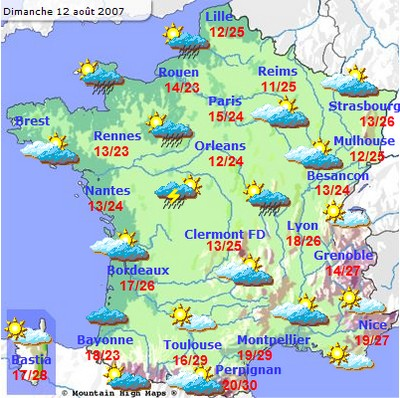 Dimanche 12 août 2007
Lille
12/25
Rouen
14/23
Reims
11/25
Paris
15/24
Strasbourg
13/26
Brest
Rennes
13/23
Orleans
12/24
Mulhouse
12/25
Besancon
13/24
Nantes
13/24
Clermont FD
13/25
Lyon
18/26
Grenoble
14/27
Bordeaux
17/26
Bayonne
18/23
Toulouse
16/29
Montpellier
19/29
Nice
19/27
Bastia
17/28
Perpignan
20/30
© Mountain High Maps ®